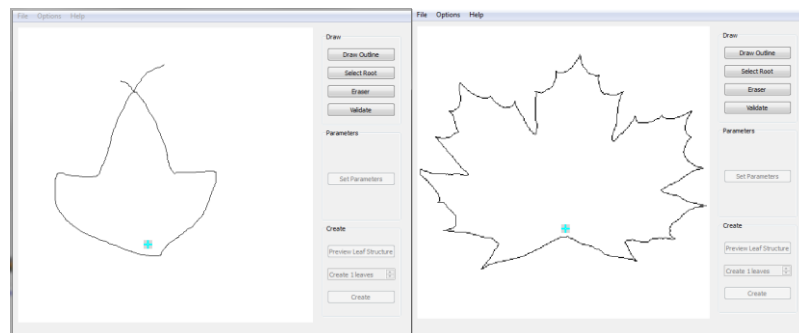 File Options Help
Draw
Draw Outline
Select Root
Eraser
Validate
Parameters
Set Parameters
Create
Preview Leaf Structure
Create 1 leaves
Create
File Options Help
Draw
Draw Outline
Select Root
Eraser
Validate
Parameters
Set Parameters
Create
Preview Leaf Structure
Create 1 leaves
Create